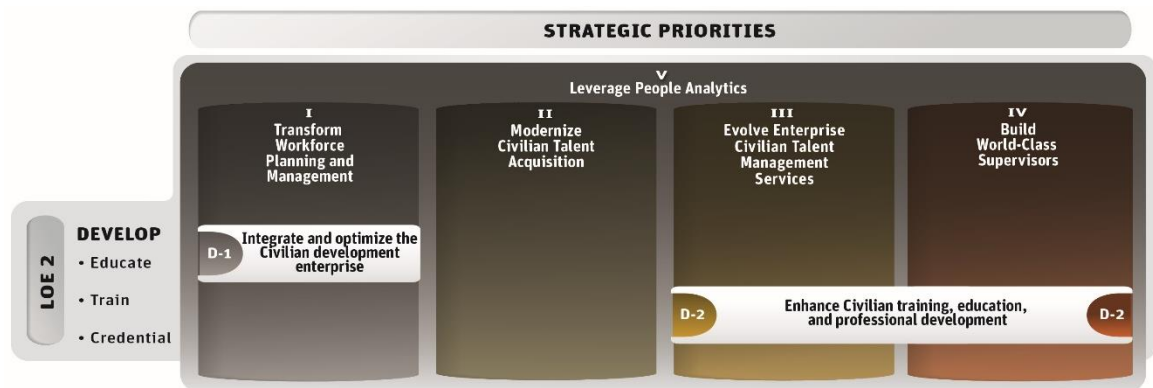 STRATEGIC PRIORITIES
V
Leverage People Analytics
I
Transform
Workforce
Planning and
Management
II
Modernize
Civilian Talent
Acquisition
III
Evolve Enterprise
Civilian Talent
Management
Services
IV
Build
World-Class
Supervisors
LOE 2
DEVELOP
• Educate
• Train
• Credential
D-1
Integrate and optimize the
Civilian development
enterprise
D-2
Enhance Civilian training, education,
and professional development
D-2